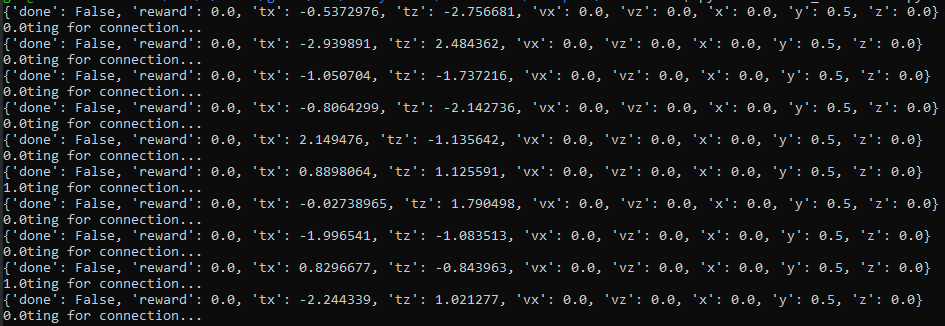 {'done': False, 'reward': 0.0, 'tx': -0.5372976, 'tz': -2.756681, 'vx': 0.0, 'vz': 0.0, 'x': 0.0, 'y': 0.5, 'z': 0.0}
0.0ting for connection...
{'done': False, 'reward': 0.0, 'tx': -2.939891, 'tz': 2.484362, 'vx': 0.0, 'vz': 0.0, 'x': 0.0, 'y': 0.5, 'z': 0.0}
0.0ting for connection...
{'done': False, 'reward': 0.0, 'tx': -1.050704, 'tz': -1.737216, 'vx': 0.0, 'vz': 0.0, 'x': 0.0, 'y': 0.5, 'z': 0.0}
0.0ting for connection...
{'done': False, 'reward': 0.0, 'tx': -0.8064299, 'tz': -2.142736, 'vx': 0.0, 'vz': 0.0, 'x': 0.0, 'y': 0.5, 'z': 0.0}
0.0ting for connection...
{'done': False, 'reward': 0.0, 'tx': 2.149476, 'tz': -1.135642, 'vx': 0.0, 'vz': 0.0, 'x': 0.0, 'y': 0.5, 'z': 0.0}
0.0ting for connection...
{'done': False, 'reward': 0.0, 'tx': 0.8898064, 'tz': 1.125591, 'vx': 0.0, 'vz': 0.0, 'x': 0.0, 'y': 0.5, 'z': 0.0}
1.0ting for connection...
{'done': False, 'reward': 0.0, 'tx': -0.02738965, 'tz': 1.790498, 'vx': 0.0, 'vz': 0.0, 'x': 0.0, 'y': 0.5, 'z': 0.0}
0.0ting for connection...
{'done': False, 'reward': 0.0, 'tx': -1.996541, 'tz': -1.083513, 'vx': 0.0, 'vz': 0.0, 'x': 0.0, 'y': 0.5, 'z': 0.0}
0.0ting for connection...
{'done': False, 'reward': 0.0, 'tx': 0.8296677, 'tz': -0.843963, 'vx': 0.0, 'vz': 0.0, 'x': 0.0, 'y': 0.5, 'z': 0.0}
1.0ting for connection...
{'done': False, 'reward': 0.0, 'tx': -2.244339, 'tz': 1.021277, 'vx': 0.0, 'vz': 0.0, 'x': 0.0, 'y': 0.5, 'z': 0.0}
0.0ting for connection...